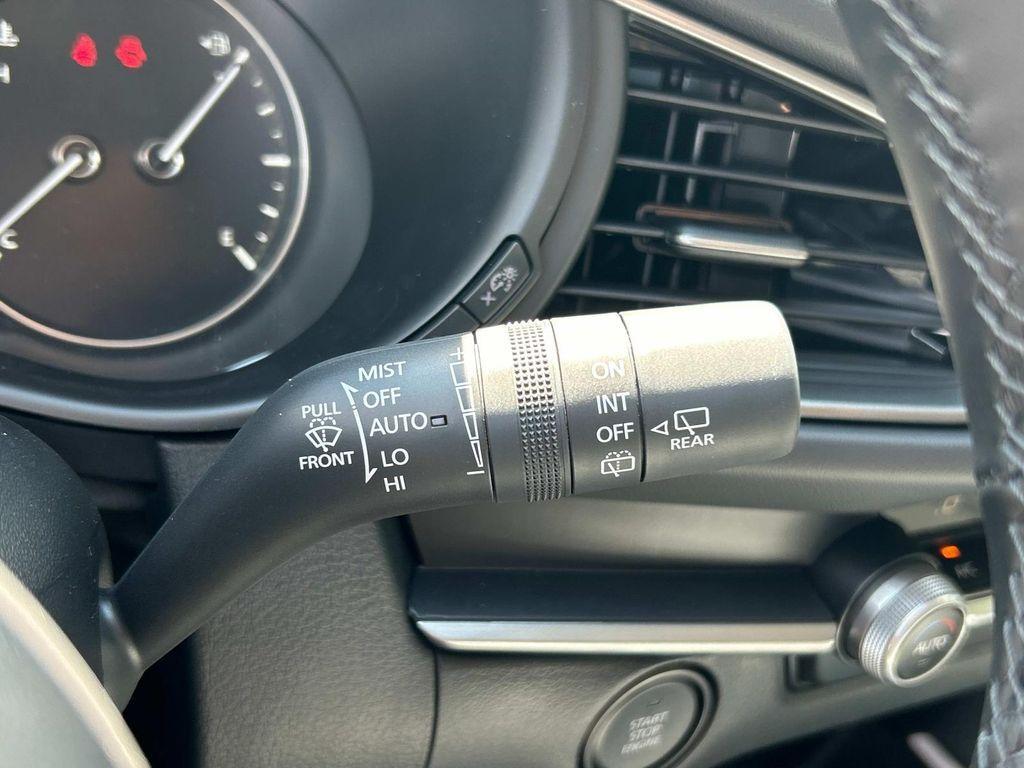 C
E
MIST
OFF
PULL
AUTO
FRONT
LO
HI
+
-
ON
INT
OFF
REAR
AUTO
START
STOP
ENGINE